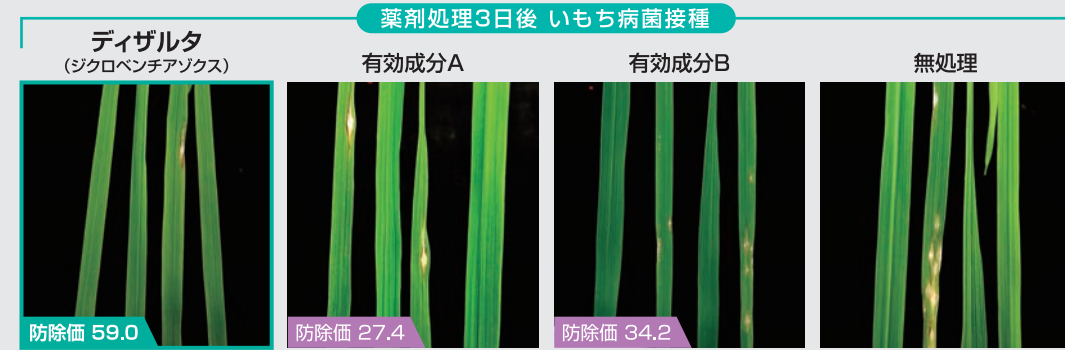 薬剤処理3日後 いもち病菌接種
ディザルタ
(ジクロベンチアゾクス)
有効成分A
有効成分B
無処理
防除価 59.0
防除価 27.4
防除価 34.2